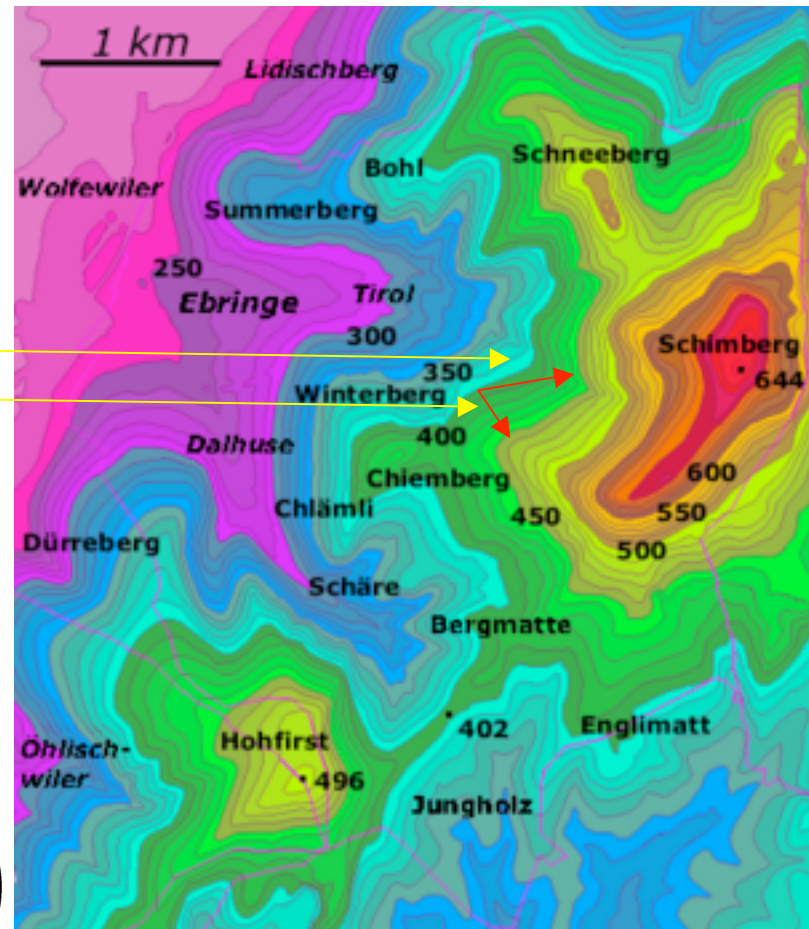 1 km
Lidischberg
Schneeberg
Bohl
Wolfewiler
Summerberg
250
Ebringe
Tirol
300
Schimberg
350
644
Winterberg
400
Dalhuse
Chiemberg
600
Chlämli
450
550
Dürreberg
500
Schäre
Bergmatte
402
Englimatt
Hohfirst
Öhlisch-
wiler
496
Jungholz